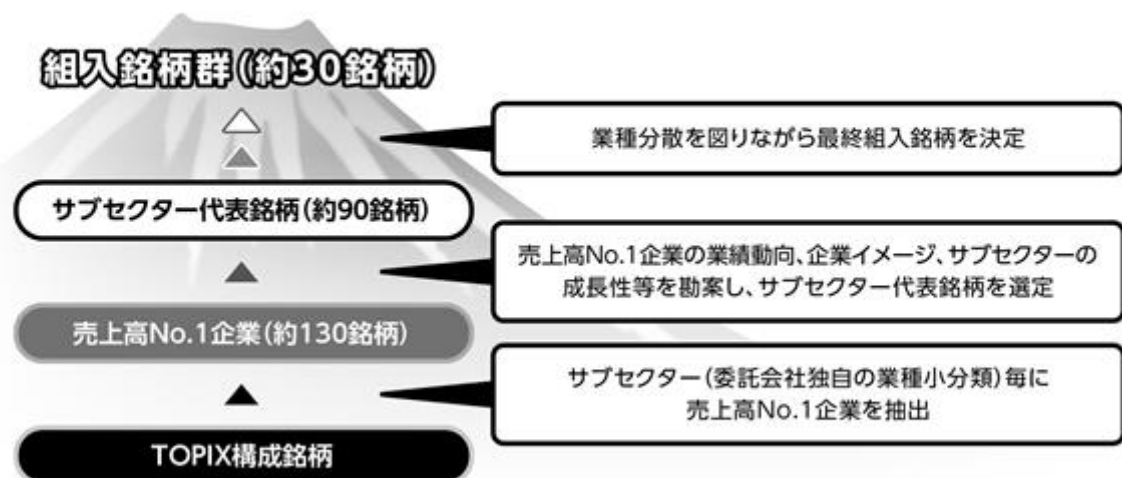 組入銘柄群(約30銘柄)
業種分散を図りながら最終組入銘柄を決定
サブセクター代表銘柄(約90銘柄)
売上高No.1企業の業績動向、企業イメージ、サブセクターの
成長性等を勘案し、サブセクター代表銘柄を選定
売上高No.1企業(約130銘柄)
サブセクター(委託会社独自の業種小分類)毎に
売上高No.1企業を抽出
TOPIX構成銘柄